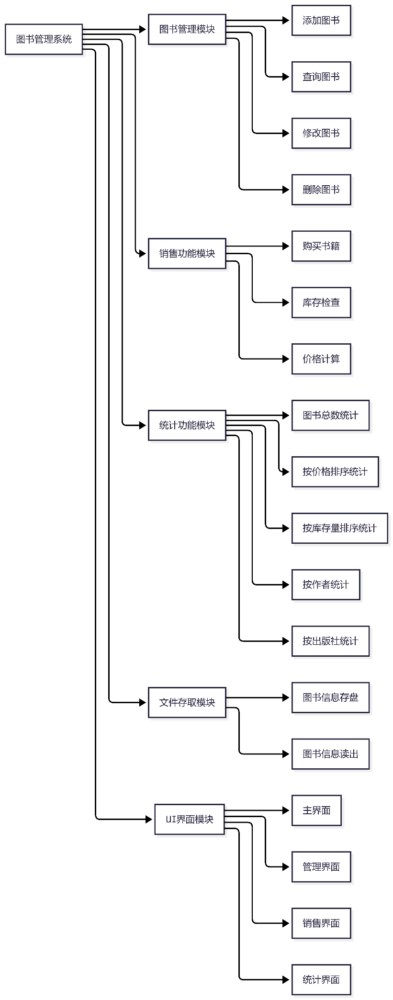 图书管理系统
图书管理模块
添加图书
查询图书
修改图书
删除图书
销售功能模块
购买书籍
库存检查
价格计算
统计功能模块
图书总数统计
按价格排序统计
按库存量排序统计
按作者统计
按出版社统计
文件存取模块
图书信息存盘
图书信息读出
UI界面模块
主界面
管理界面
销售界面
统计界面